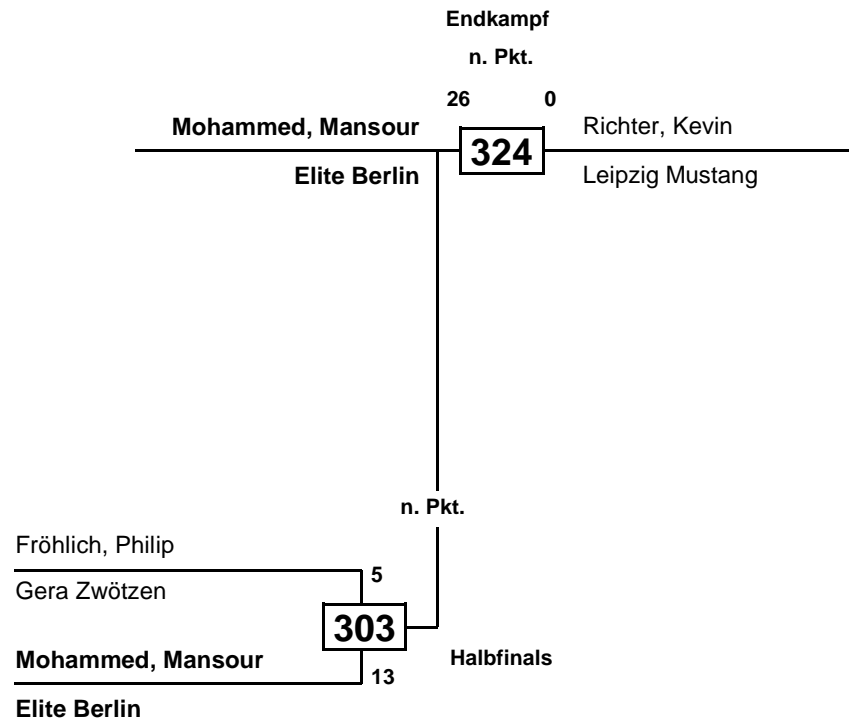 Endkampf
n. Pkt.
26 0
Mohammed, Mansour
324
Richter, Kevin
Elite Berlin
Leipzig Mustang
n. Pkt.
Fröhlich, Philip
5
Gera Zwötzen
303
Mohammed, Mansour
Halbfinals
13
Elite Berlin